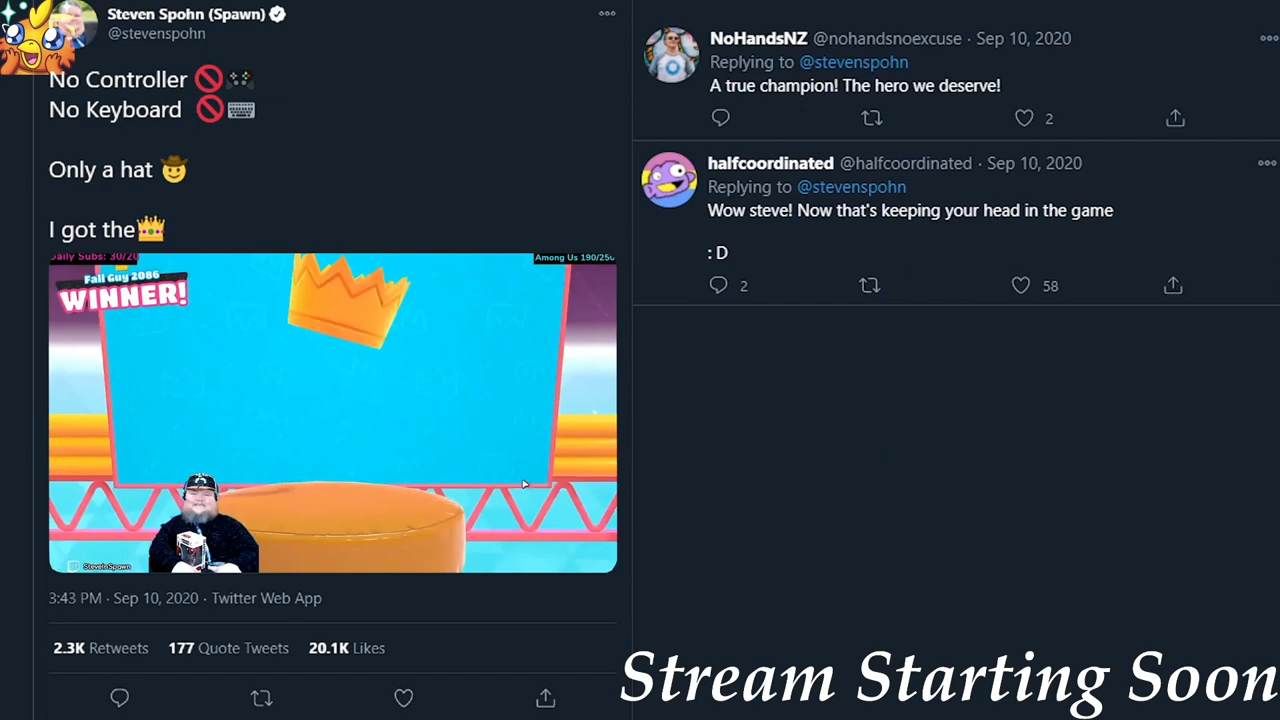 Steven Spohn (Spawn)
@stevenspohn
No Controller 🚫🎮
No Keyboard 🚫⌨️
Only a hat 🤠
I got the👑
Daily Subs: 30/20
Among Us 190/250
Fall Guy 2086
WINNER!
SteveInSpawn
3:43 PM · Sep 10, 2020 · Twitter Web App
2.3K Retweets 177 Quote Tweets 20.1K Likes
NoHandsNZ @nohandsnoexcuse · Sep 10, 2020
Replying to @stevenspohn
A true champion! The hero we deserve!
2
halfcoordinated @halfcoordinated · Sep 10, 2020
Replying to @stevenspohn
Wow steve! Now that's keeping your head in the game
: D
2 58
Stream Starting Soon